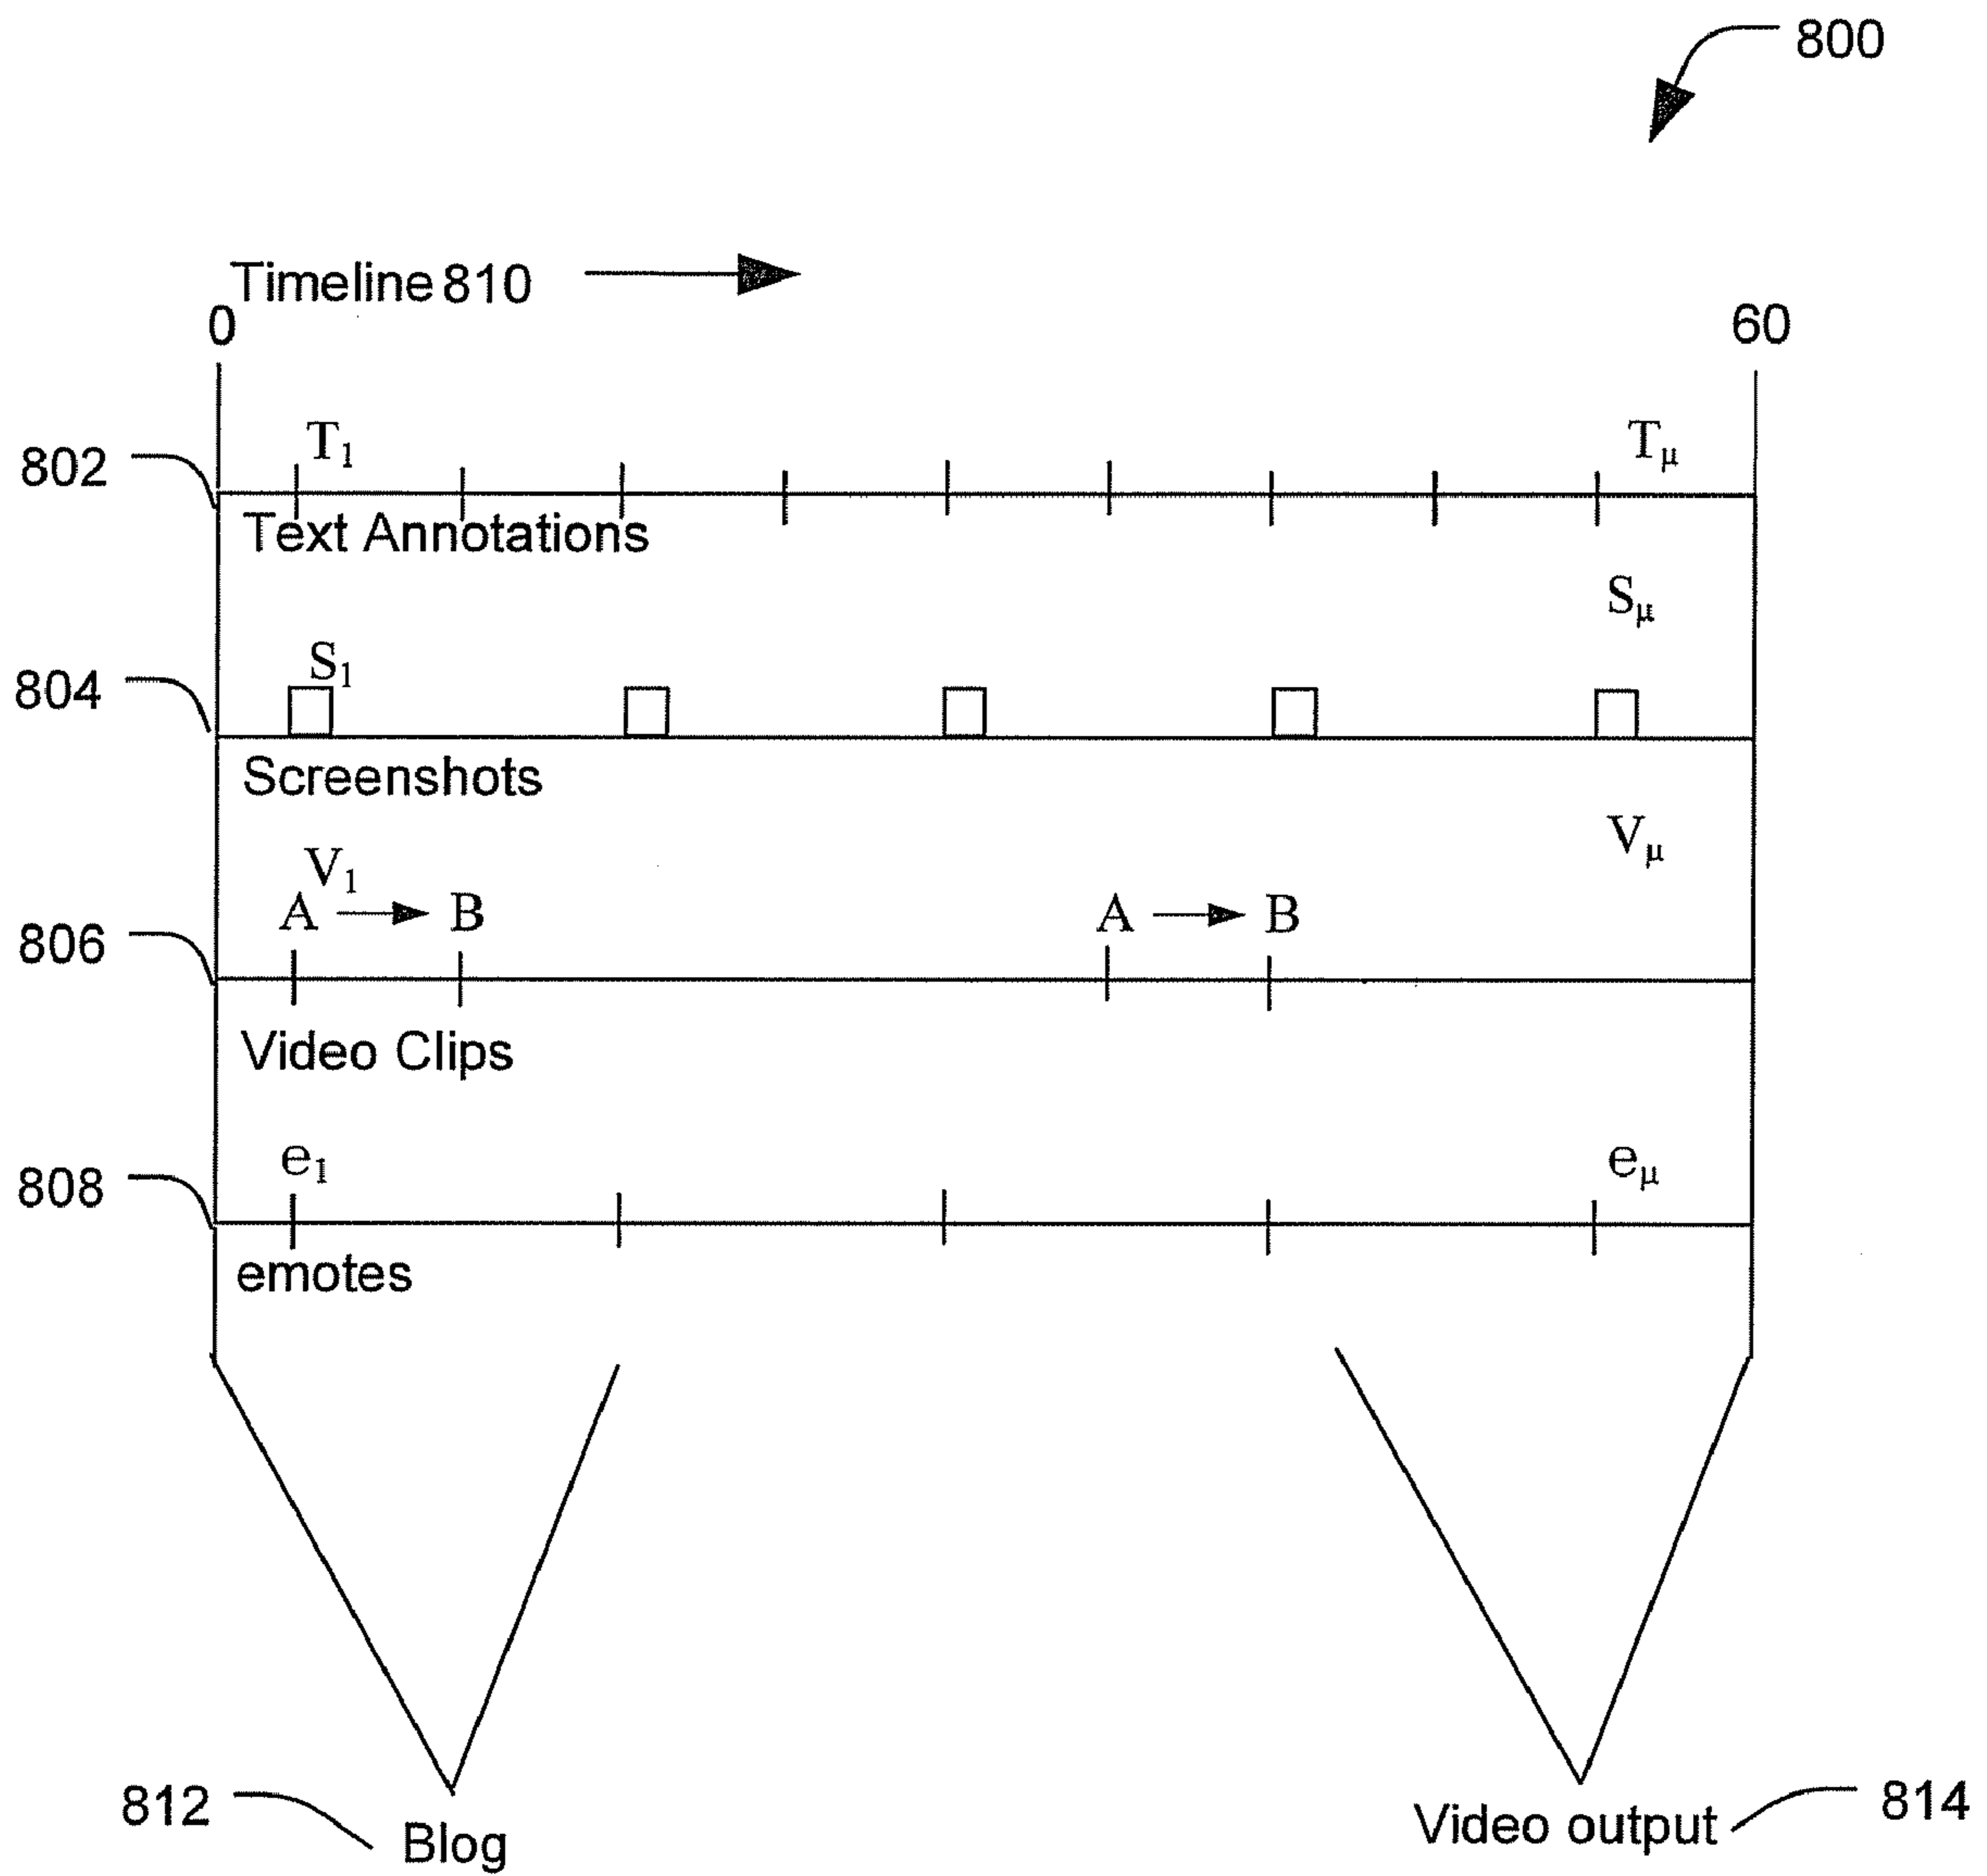 800
Timeline 810
0 60
T₁ Tμ
802
Text Annotations
Sμ
S₁
804
Screenshots
Vμ
V₁
A B A B
806
Video Clips
e₁ eμ
808
emotes
812 Blog
Video output 814